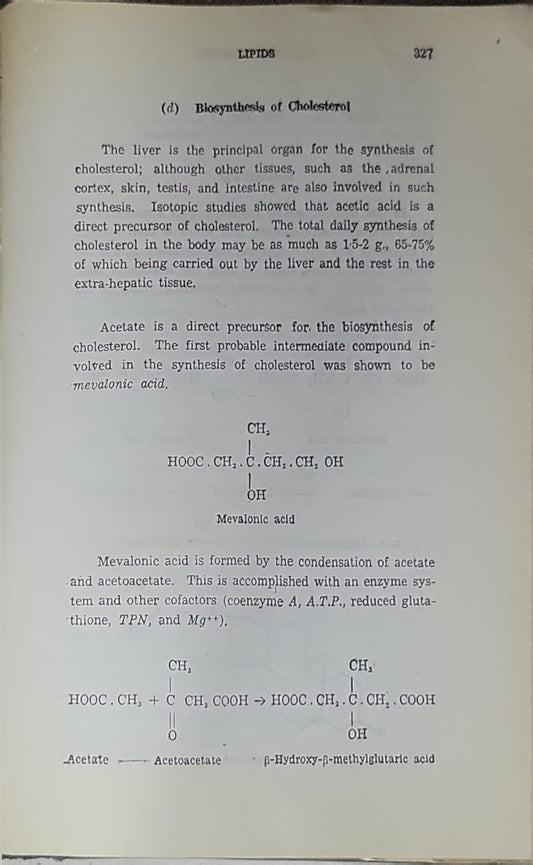 LIPIDS 327
(d) Biosynthesis of Cholesterol
The liver is the principal organ for the synthesis of
cholesterol; although other tissues, such as the adrenal
cortex, skin, testis, and intestine are also involved in such
synthesis. Isotopic studies showed that acetic acid is a
direct precursor of cholesterol. The total daily synthesis of
cholesterol in the body may be as much as 1·5-2 g., 65-75%
of which being carried out by the liver and the rest in the
extra-hepatic tissue.
Acetate is a direct precursor for the biosynthesis of
cholesterol. The first probable intermediate compound in-
volved in the synthesis of cholesterol was shown to be
mevalonic acid.
CH₃
|
HOOC . CH₂ . C . CH₂ . CH₂ OH
|
OH
Mevalonic acid
Mevalonic acid is formed by the condensation of acetate
and acetoacetate. This is accomplished with an enzyme sys-
tem and other cofactors (coenzyme A, A.T.P., reduced gluta-
thione, TPN, and Mg⁺⁺).
CH₃ CH₃
| |
HOOC . CH₃ + C CH₂ COOH → HOOC . CH₂ . C . CH₂ . COOH
|| |
O OH
Acetate —— Acetoacetate β-Hydroxy-β-methylglutaric acid